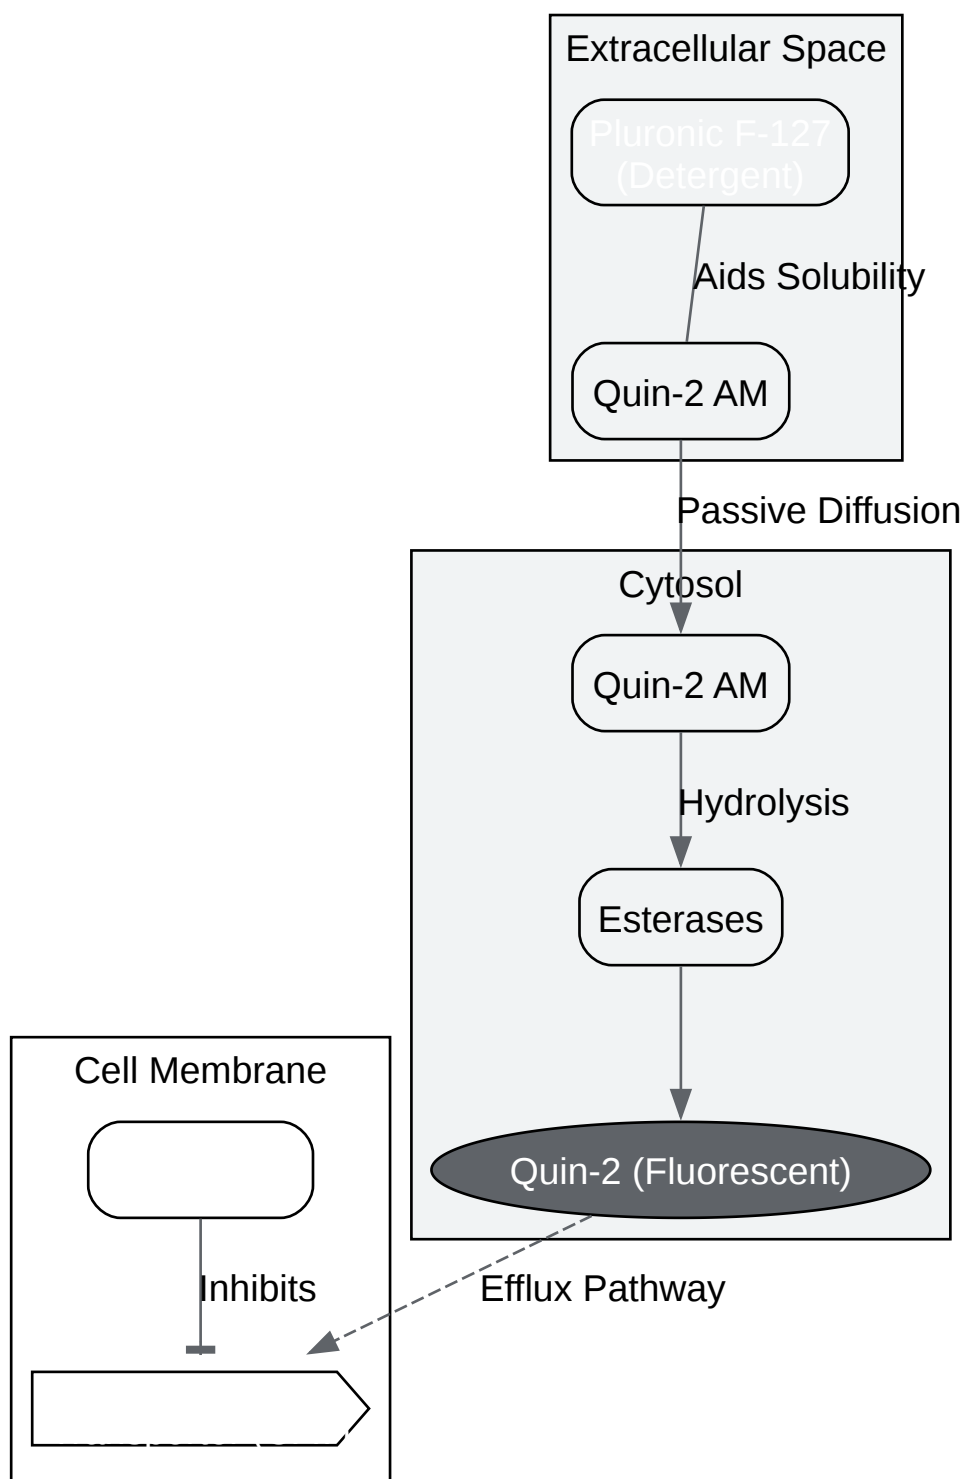 Extracellular Space
Pluronic F-127
(Detergent)
Aids Solubility
Quin-2 AM
Passive Diffusion
Cytosol
Quin-2 AM
Hydrolysis
Esterases
Cell Membrane
Quin-2 (Fluorescent)
Inhibits
Efflux Pathway